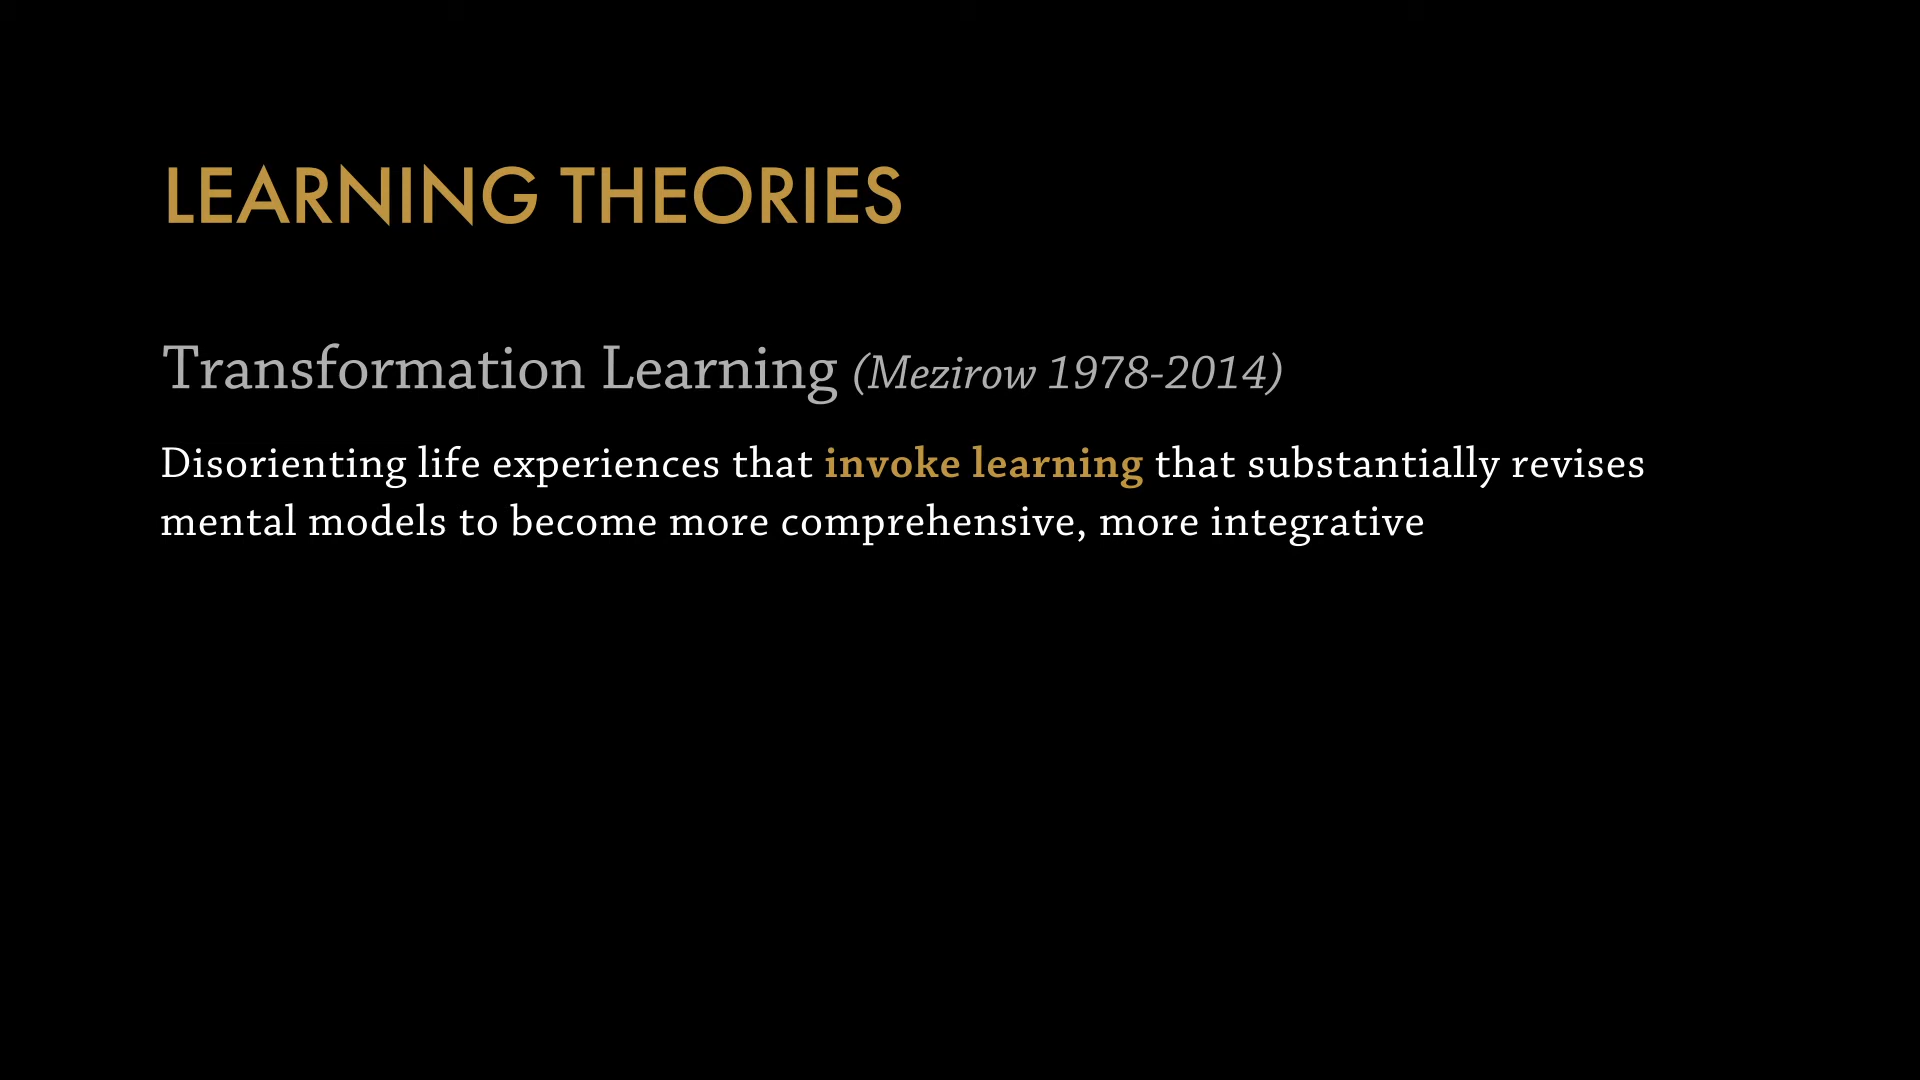 LEARNING THEORIES
Transformation Learning (Mezirow 1978-2014)
Disorienting life experiences that invoke learning that substantially revises
mental models to become more comprehensive, more integrative